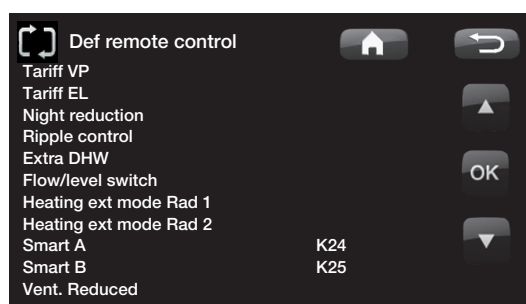 Def remote control
Tariff VP
Tariff EL
Night reduction
Ripple control
Extra DHW
OK
Flow/level switch
Heating ext mode Rad 1
Heating ext mode Rad 2
Smart A K24
Smart B K25
Vent. Reduced